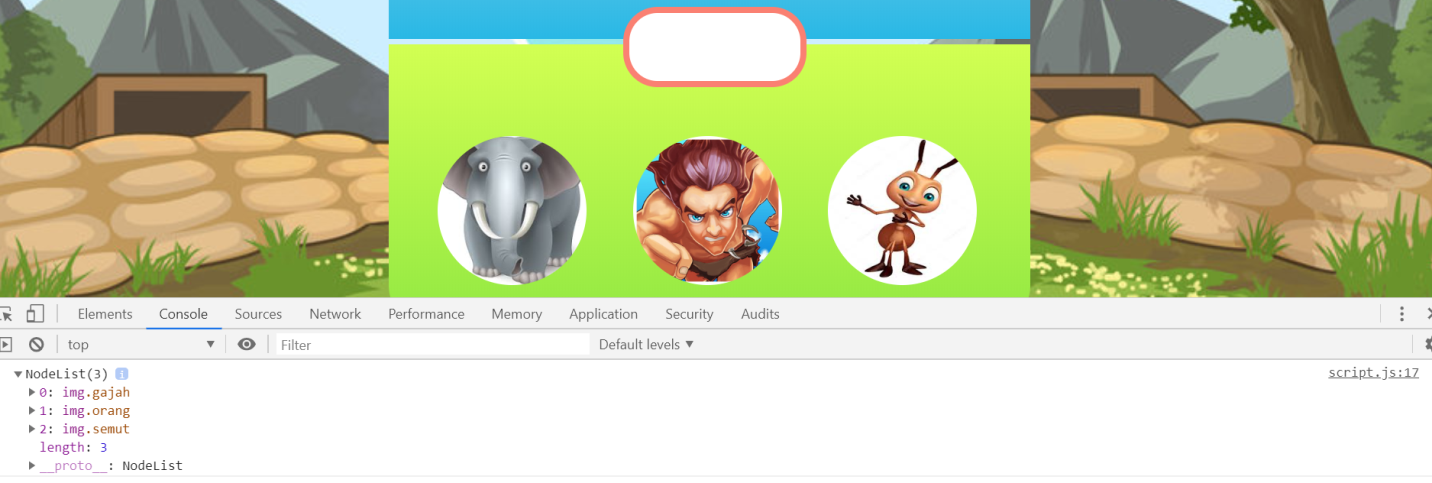 Elements Console Sources Network Performance Memory Application Security Audits
top Filter Default levels
NodeList(3) i script.js:17
0: img.gajah
1: img.orang
2: img.semut
length: 3
__proto__: NodeList